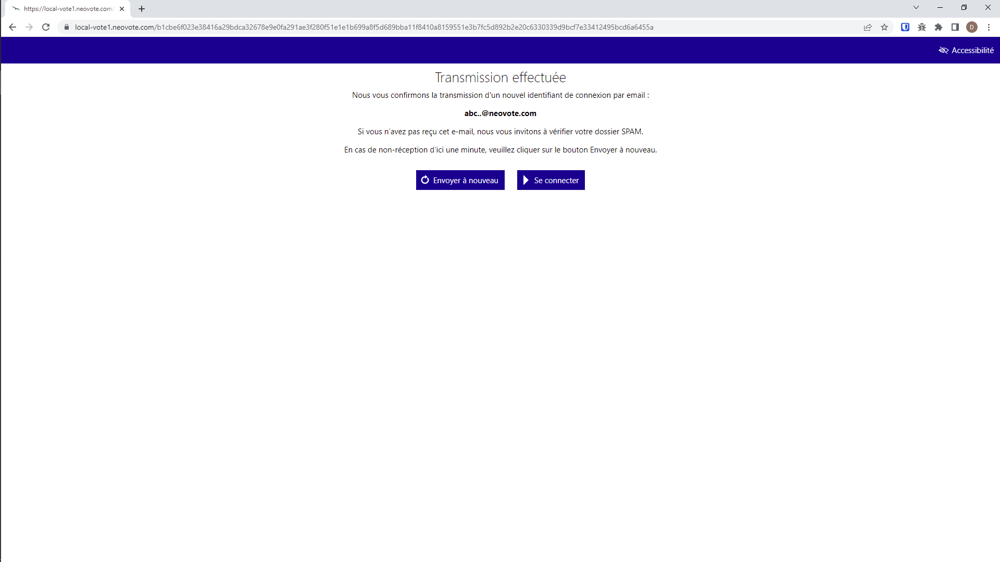 https://local-vote1.neovote.com/
local-vote1.neovote.com/b1cbe6f023e38416a29bdca32678e9e0fa291ae3f280f51e1e1b699a8f5d689bba11f8410a8159551e3b7fc5d892b2e20c6330339d9bcf7e33412495bcd6a6455a
D
Accessibilité
Transmission effectuée
Nous vous confirmons la transmission d'un nouvel identifiant de connexion par email :
abc..@neovote.com
Si vous n’avez pas reçu cet e-mail, nous vous invitons à vérifier votre dossier SPAM.
En cas de non-réception d’ici une minute, veuillez cliquer sur le bouton Envoyer à nouveau.
Envoyer à nouveau
Se connecter